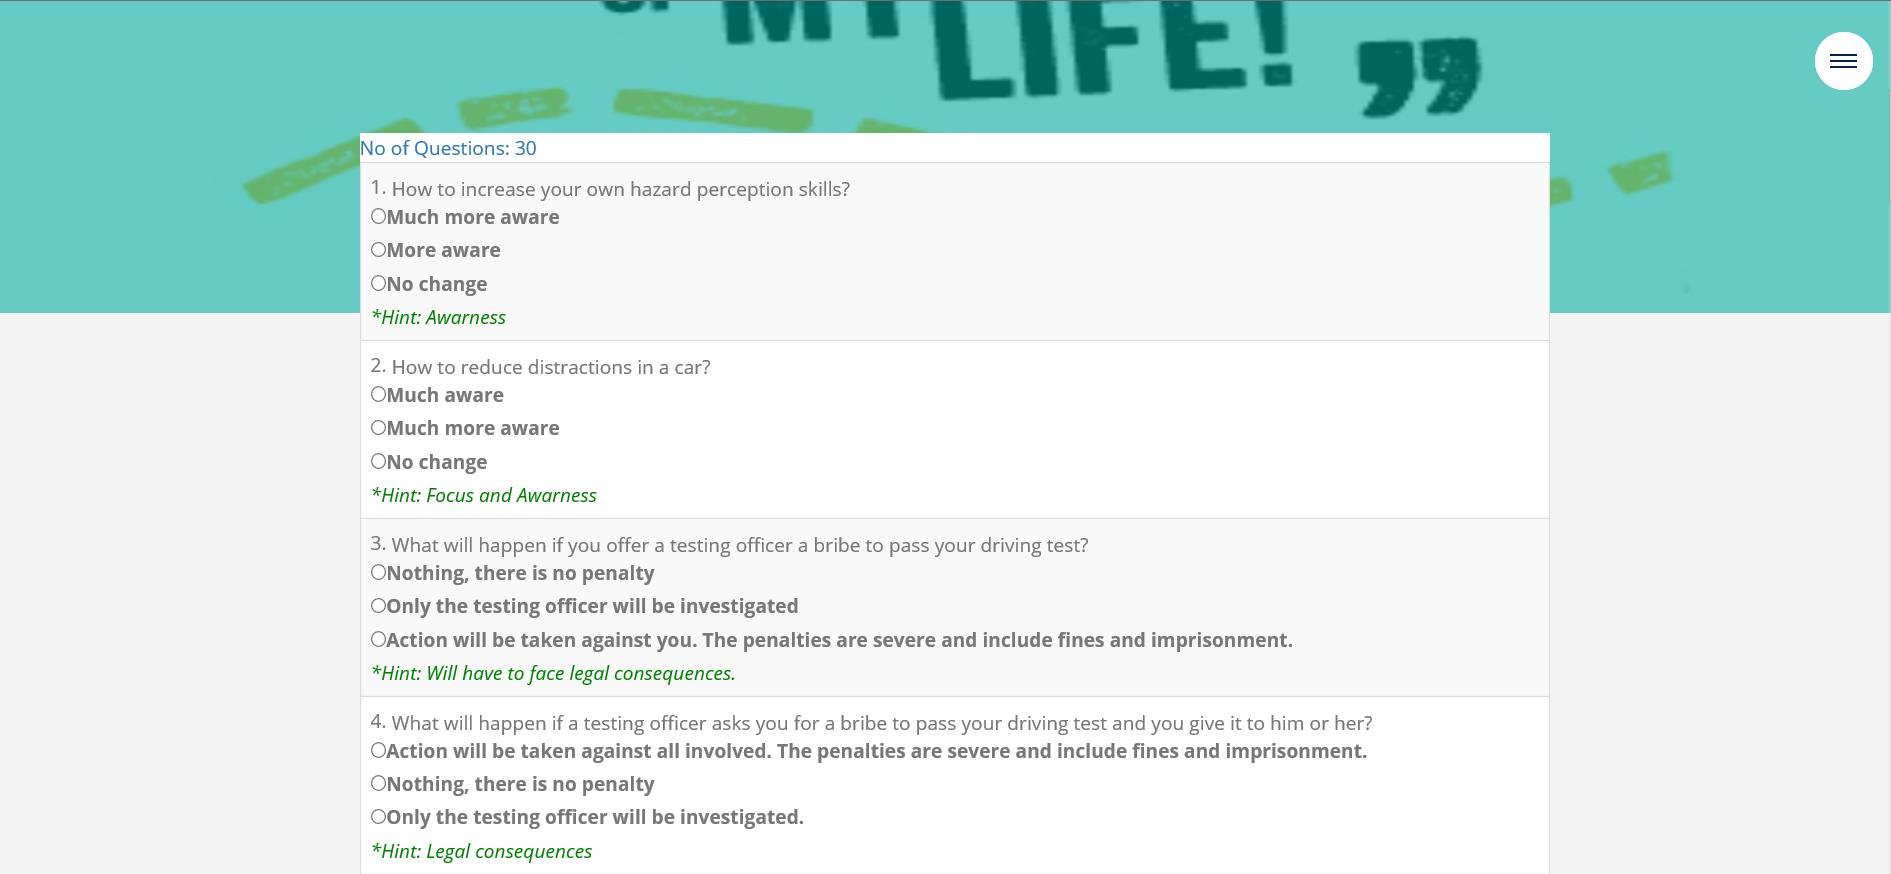 MY
LIFE! ”
No of Questions: 30
1. How to increase your own hazard perception skills?
Much more aware
More aware
No change
*Hint: Awarness
2. How to reduce distractions in a car?
Much aware
Much more aware
No change
*Hint: Focus and Awarness
3. What will happen if you offer a testing officer a bribe to pass your driving test?
Nothing, there is no penalty
Only the testing officer will be investigated
Action will be taken against you. The penalties are severe and include fines and imprisonment.
*Hint: Will have to face legal consequences.
4. What will happen if a testing officer asks you for a bribe to pass your driving test and you give it to him or her?
Action will be taken against all involved. The penalties are severe and include fines and imprisonment.
Nothing, there is no penalty
Only the testing officer will be investigated.
*Hint: Legal consequences